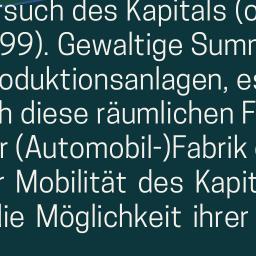 rsuch des Kapitals (o
99). Gewaltige Summ
oduktionsanlagen, es
h diese räumlichen F
r (Automobil-)Fabrik
r Mobilität des Kapit
lie Möglichkeit ihrer